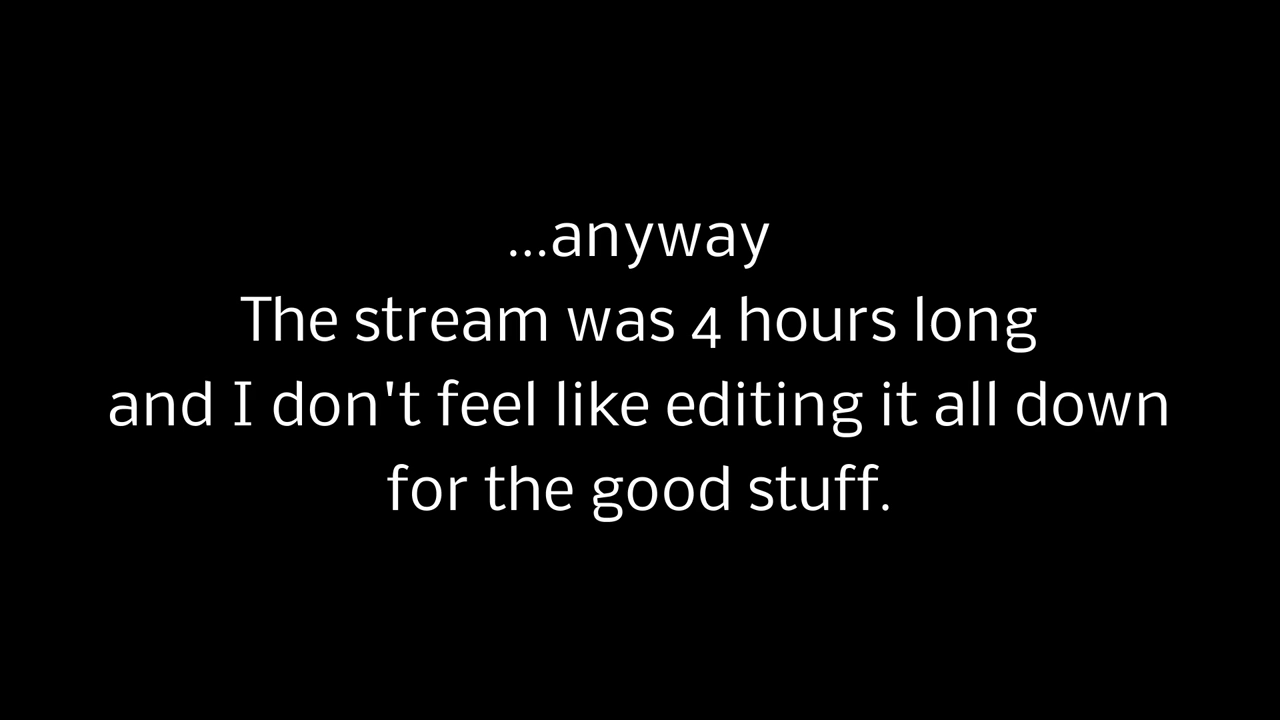 ...anyway
The stream was 4 hours long
and I don't feel like editing it all down
for the good stuff.